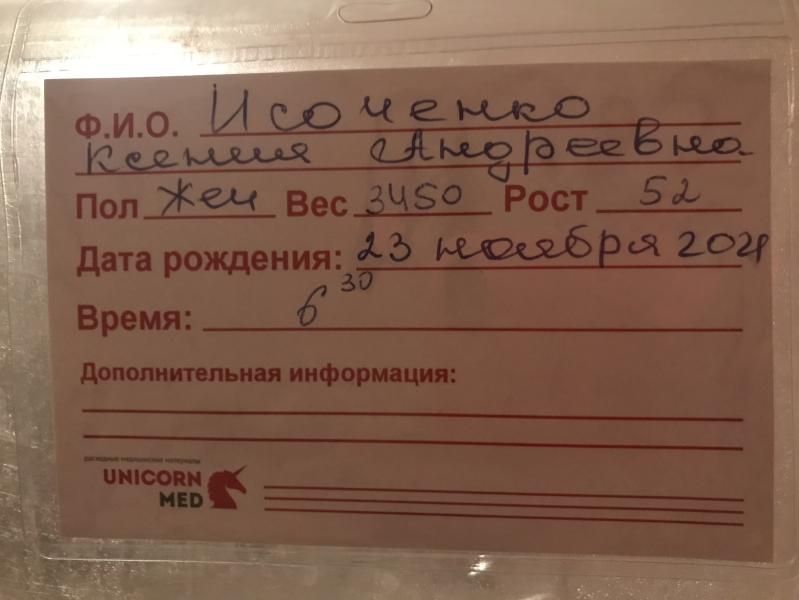 Ф.И.О. Исоченко
Ксения Андреевна
Пол жен Вес 3450 Рост 52
Дата рождения: 23 ноября 2021
Время: 6 30
Дополнительная информация:
расходные медицинские материалы
UNICORN
MED